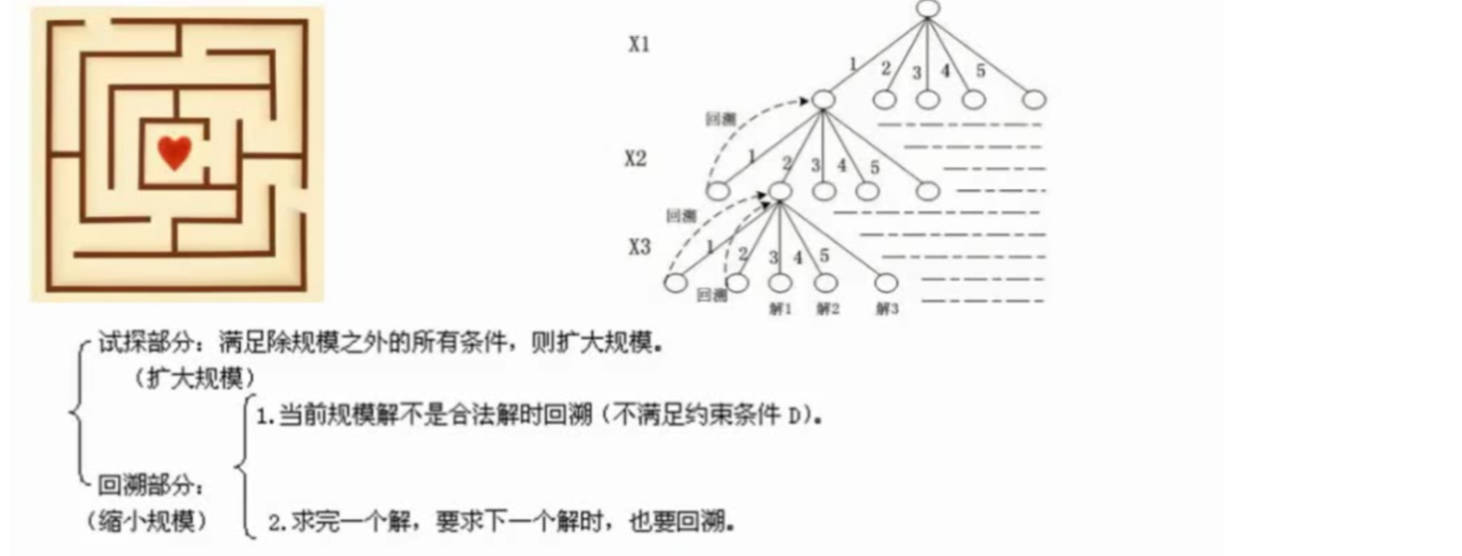 X1
1 2 3 4 5
回溯
X2
1 2 3 4 5
回溯
X3
1 2 3 4 5
回溯
解1 解2 解3
试探部分：满足除规模之外的所有条件，则扩大规模。
（扩大规模）
1.当前规模解不是合法解时回溯（不满足约束条件 D）。
回溯部分：
（缩小规模）
2.求完一个解，要求下一个解时，也要回溯。